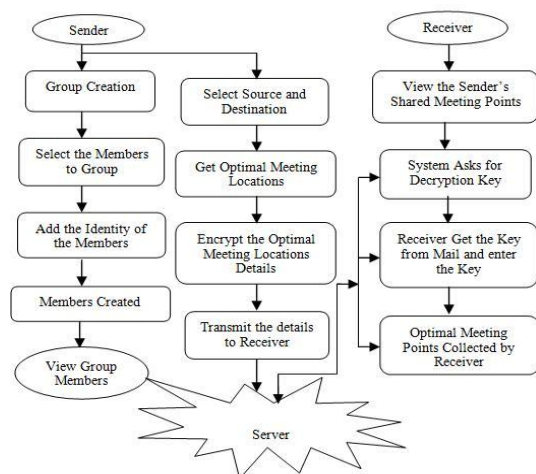 Sender
Group Creation
Select the Members
to Group
Add the Identity of
the Members
Members Created
View Group
Members
Select Source and
Destination
Get Optimal Meeting
Locations
Encrypt the Optimal
Meeting Locations
Details
Transmit the details
to Receiver
Server
Receiver
View the Sender's
Shared Meeting Points
System Asks for
Decryption Key
Receiver Get the Key
from Mail and enter
the Key
Optimal Meeting
Points Collected by
Receiver